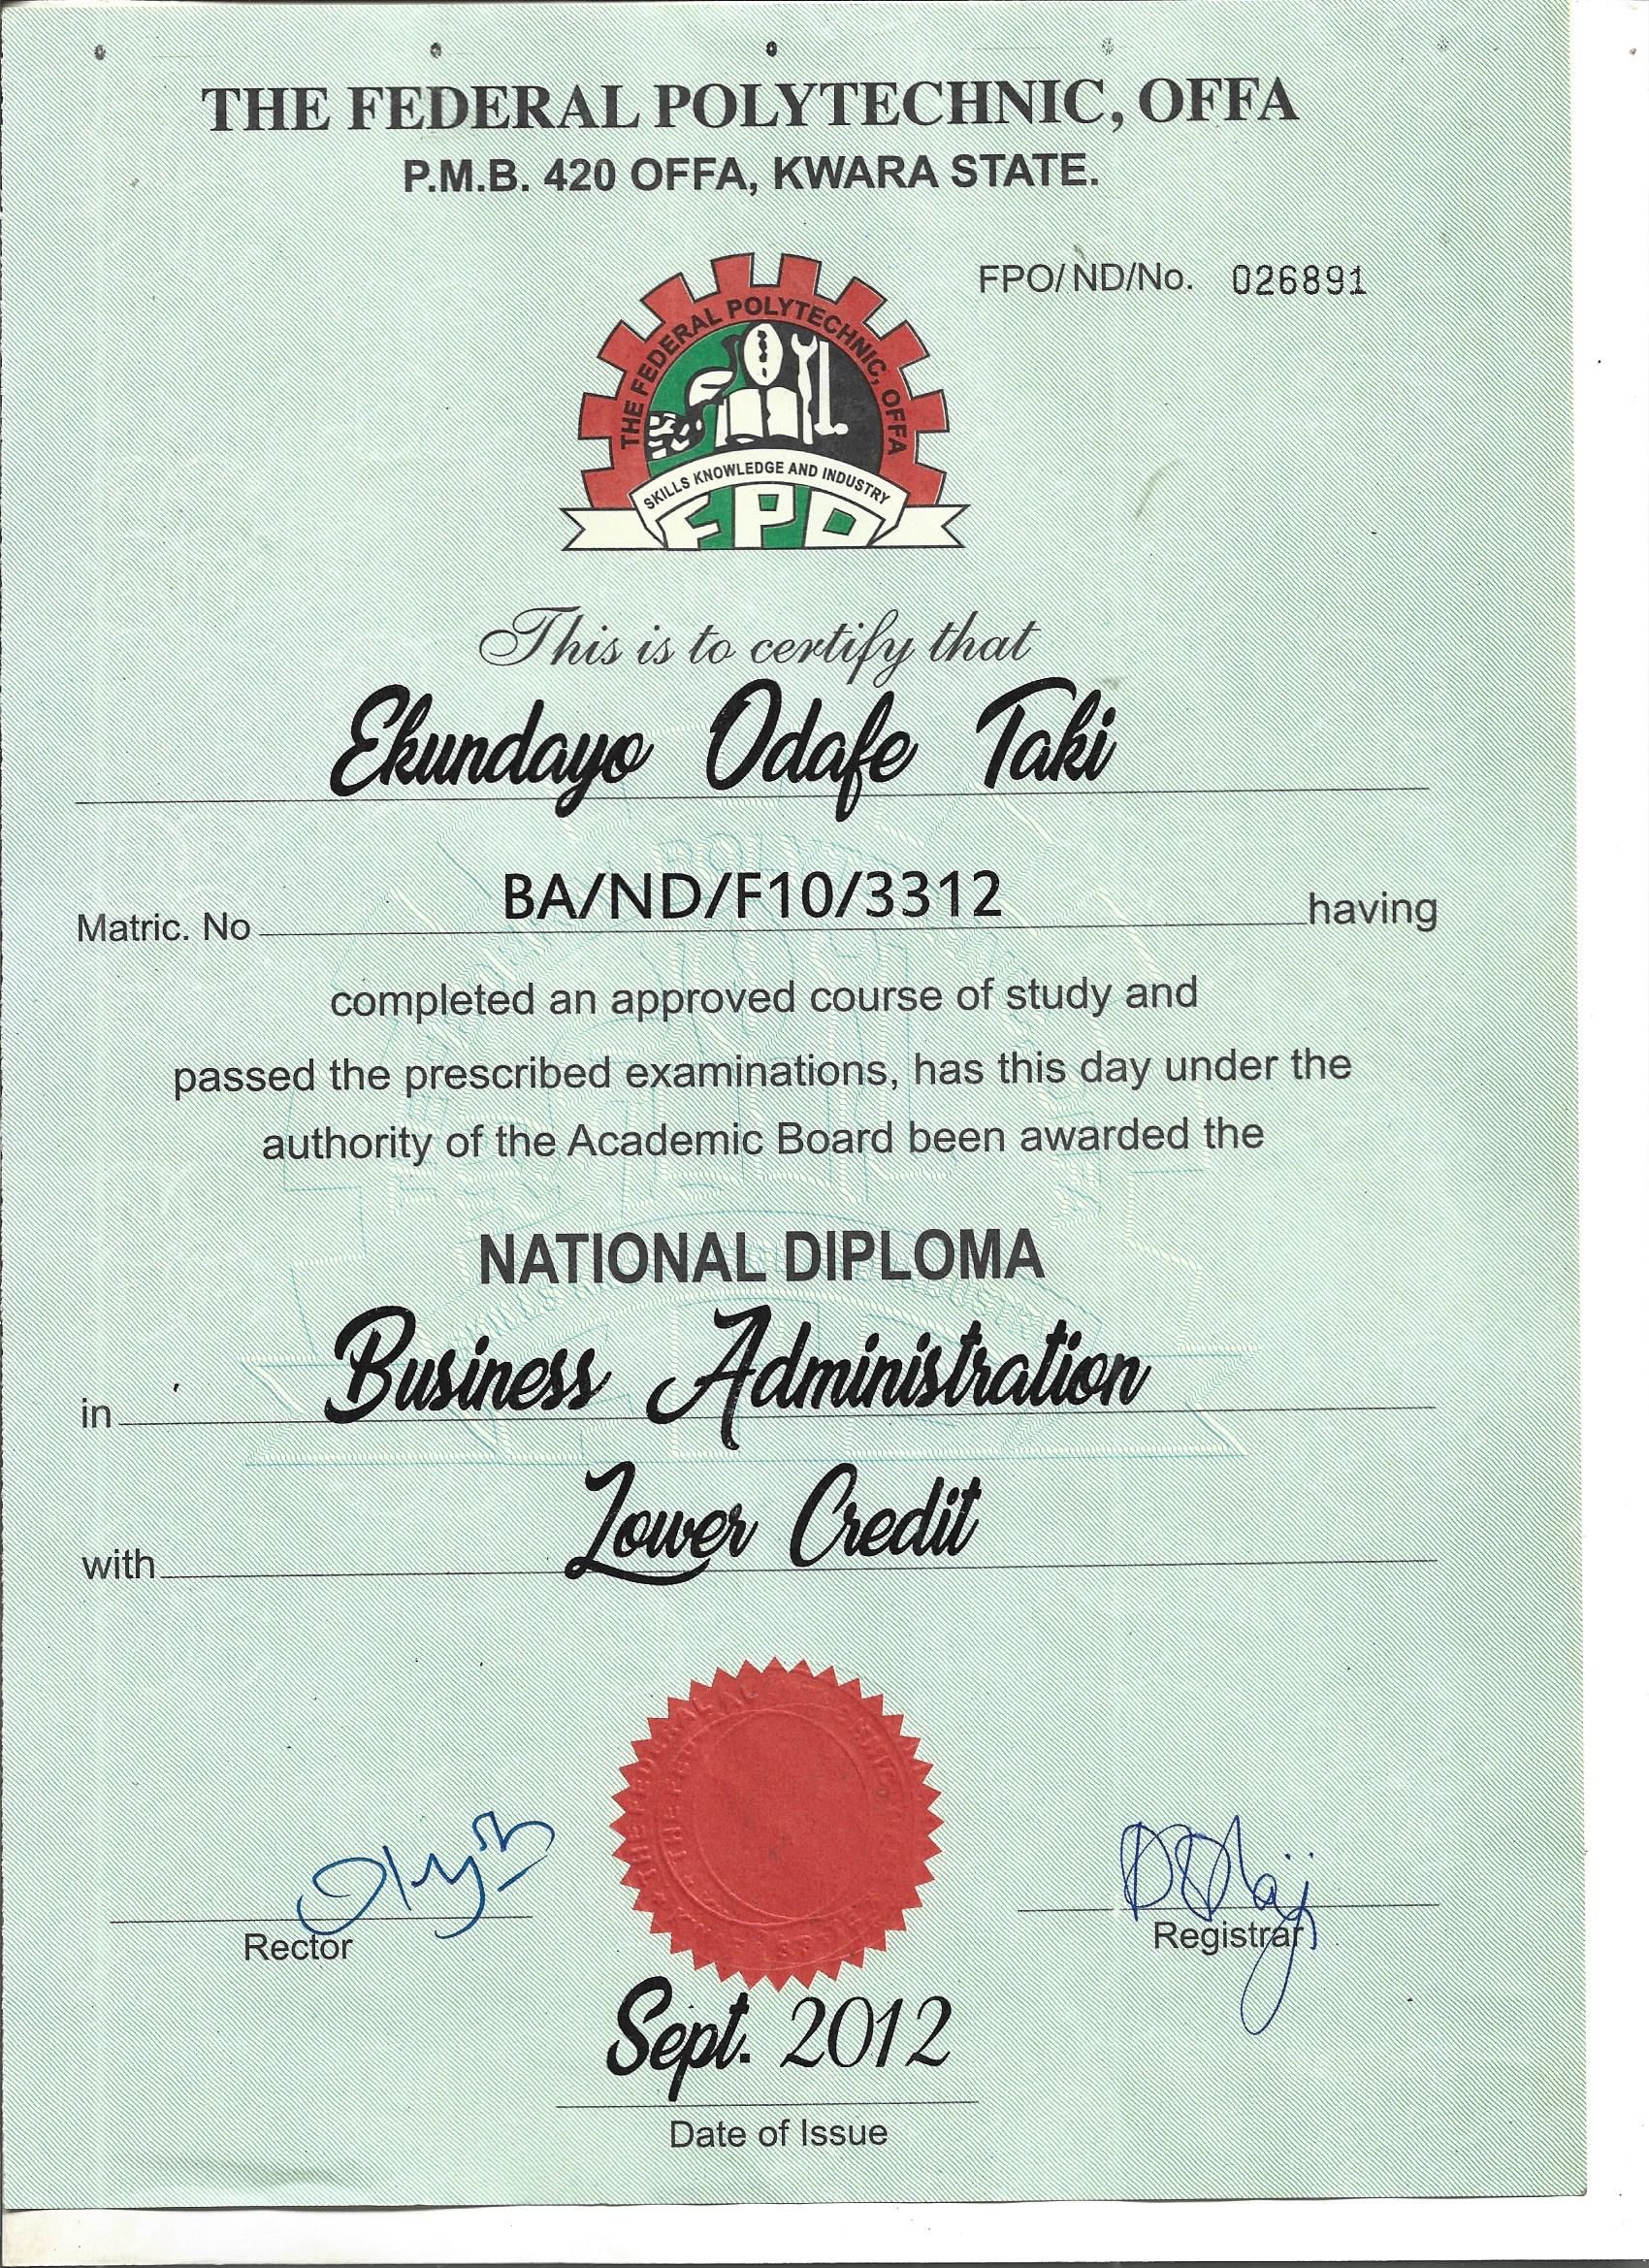 THE FEDERAL POLYTECHNIC, OFFA
P.M.B. 420 OFFA, KWARA STATE.
FPO/ND/No. 026891
THE FEDERAL POLYTECHNIC, OFFA
SKILLS KNOWLEDGE AND INDUSTRY
FPO
This is to certify that
Ekundayo Odafe Taki
Matric. No BA/ND/F10/3312 having
completed an approved course of study and
passed the prescribed examinations, has this day under the
authority of the Academic Board been awarded the
NATIONAL DIPLOMA
in Business Administration
with Lower Credit
Rector
Registrar
Sept. 2012
Date of Issue